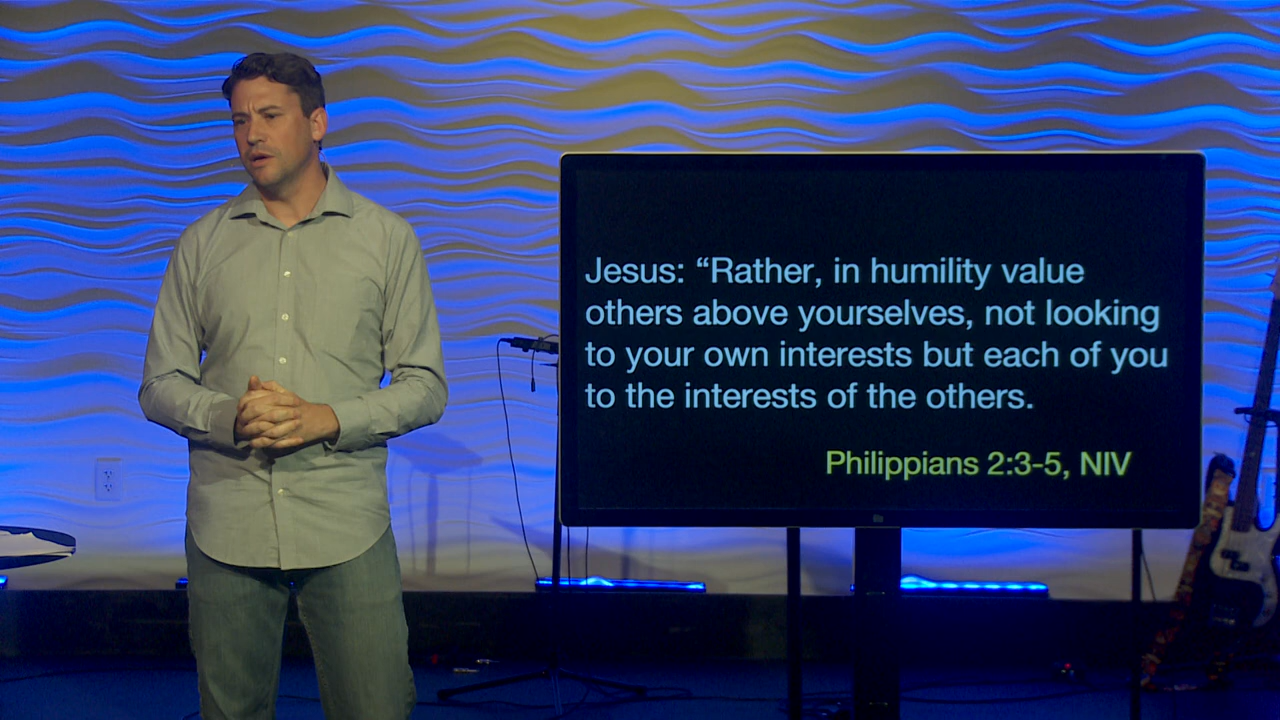 Jesus: “Rather, in humility value
others above yourselves, not looking
to your own interests but each of you
to the interests of the others.
Philippians 2:3-5, NIV